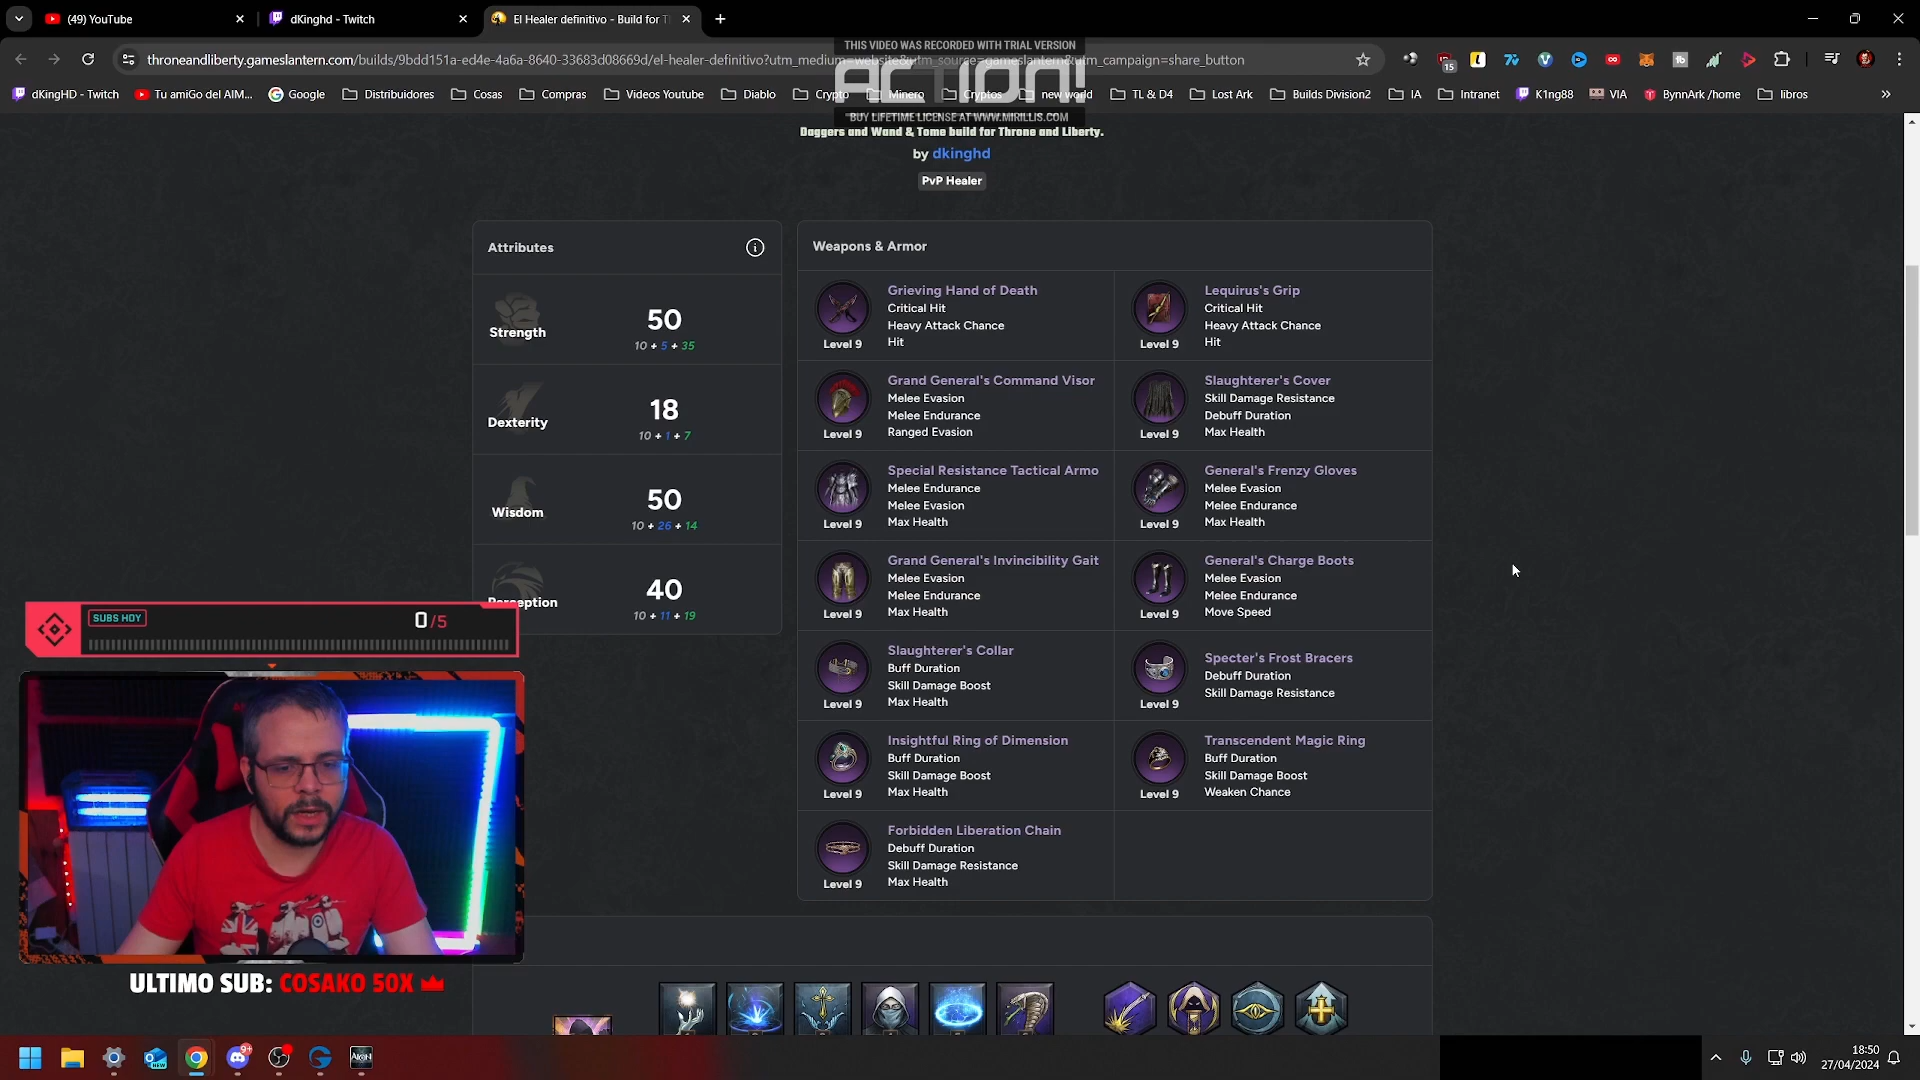 (49) YouTube
dKinghd - Twitch
El Healer definitivo - Build for T
throneandliberty.gameslantern.com/builds/9bdd151a-ed4e-4a6a-8640-33683d08669d/el-healer-definitivo?utm_medium=website&utm_source=gameslantern&utm_campaign=share_button
15
THIS VIDEO WAS RECORDED WITH TRIAL VERSION
ACTION!
BUY LIFETIME LICENSE AT WWW.MIRILLIS.COM
dKingHD - Twitch
Tu amiGo del AIM...
Google
Distribuidores
Cosas
Compras
Videos Youtube
Diablo
Crypto
Minero
Cryptos
new world
TL & D4
Lost Ark
Builds Division2
IA
Intranet
K1ng88
VIA
BynnArk /home
libros
Daggers and Wand & Tome build for Throne and Liberty.
by dkinghd
PvP Healer
Attributes
Strength
50
10 + 5 + 35
Dexterity
18
10 + 1 + 7
Wisdom
50
10 + 26 + 14
Perception
40
10 + 11 + 19
Weapons & Armor
Grieving Hand of Death
Critical Hit
Heavy Attack Chance
Hit
Level 9
Lequirus's Grip
Critical Hit
Heavy Attack Chance
Hit
Level 9
Grand General's Command Visor
Melee Evasion
Melee Endurance
Ranged Evasion
Level 9
Slaughterer's Cover
Skill Damage Resistance
Debuff Duration
Max Health
Level 9
Special Resistance Tactical Armo
Melee Endurance
Melee Evasion
Max Health
Level 9
General's Frenzy Gloves
Melee Evasion
Melee Endurance
Max Health
Level 9
Grand General's Invincibility Gait
Melee Evasion
Melee Endurance
Max Health
Level 9
General's Charge Boots
Melee Evasion
Melee Endurance
Move Speed
Level 9
Slaughterer's Collar
Buff Duration
Skill Damage Boost
Max Health
Level 9
Specter's Frost Bracers
Debuff Duration
Skill Damage Resistance
Level 9
Insightful Ring of Dimension
Buff Duration
Skill Damage Boost
Max Health
Level 9
Transcendent Magic Ring
Buff Duration
Skill Damage Boost
Weaken Chance
Level 9
Forbidden Liberation Chain
Debuff Duration
Skill Damage Resistance
Max Health
Level 9
SUBS HOY
0/5
ULTIMO SUB: COSAKO 50X
NEW
9+
18:50
27/04/2024